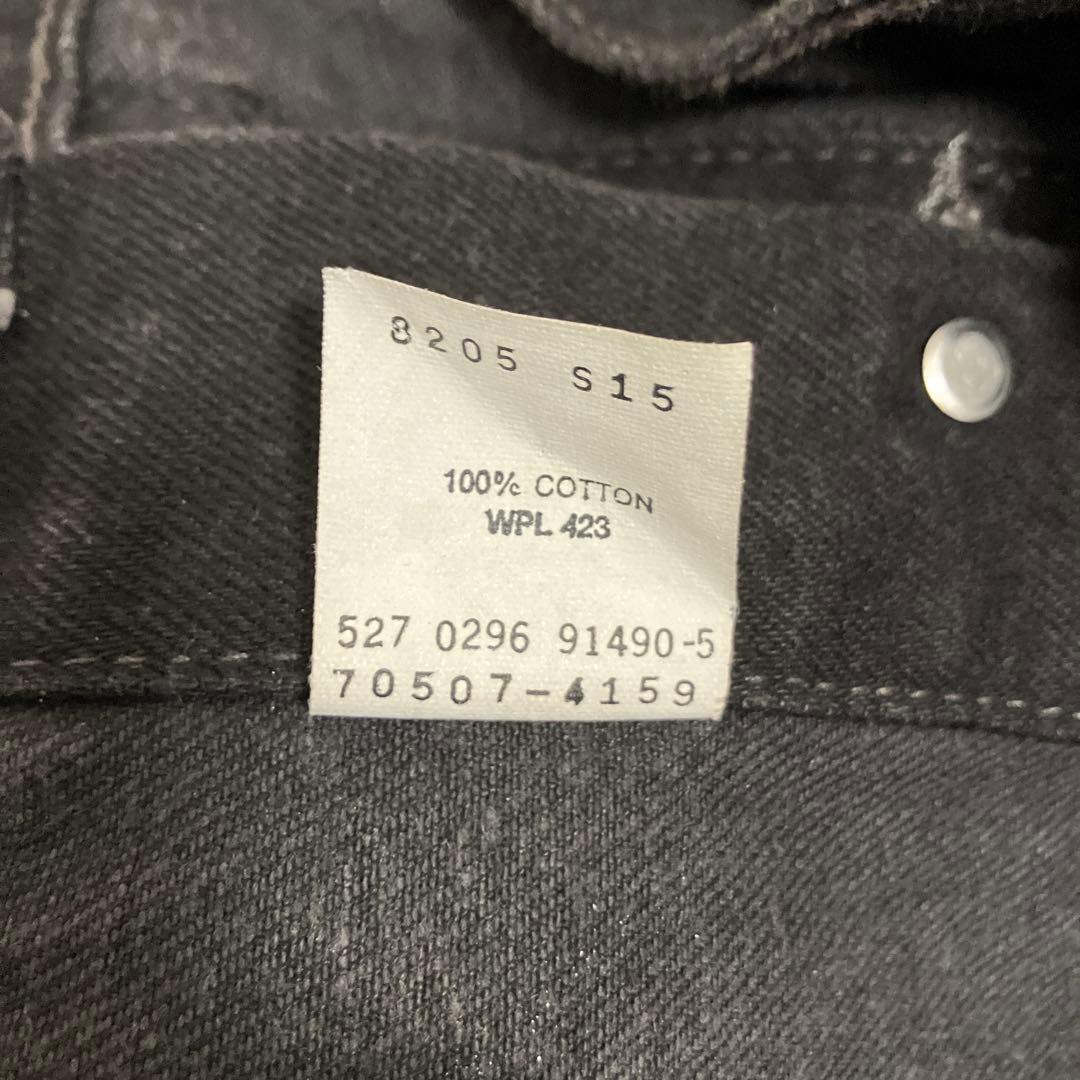 8205 S15
100% COTTON
WPL 423
527 0296 91490-5
70507-4159